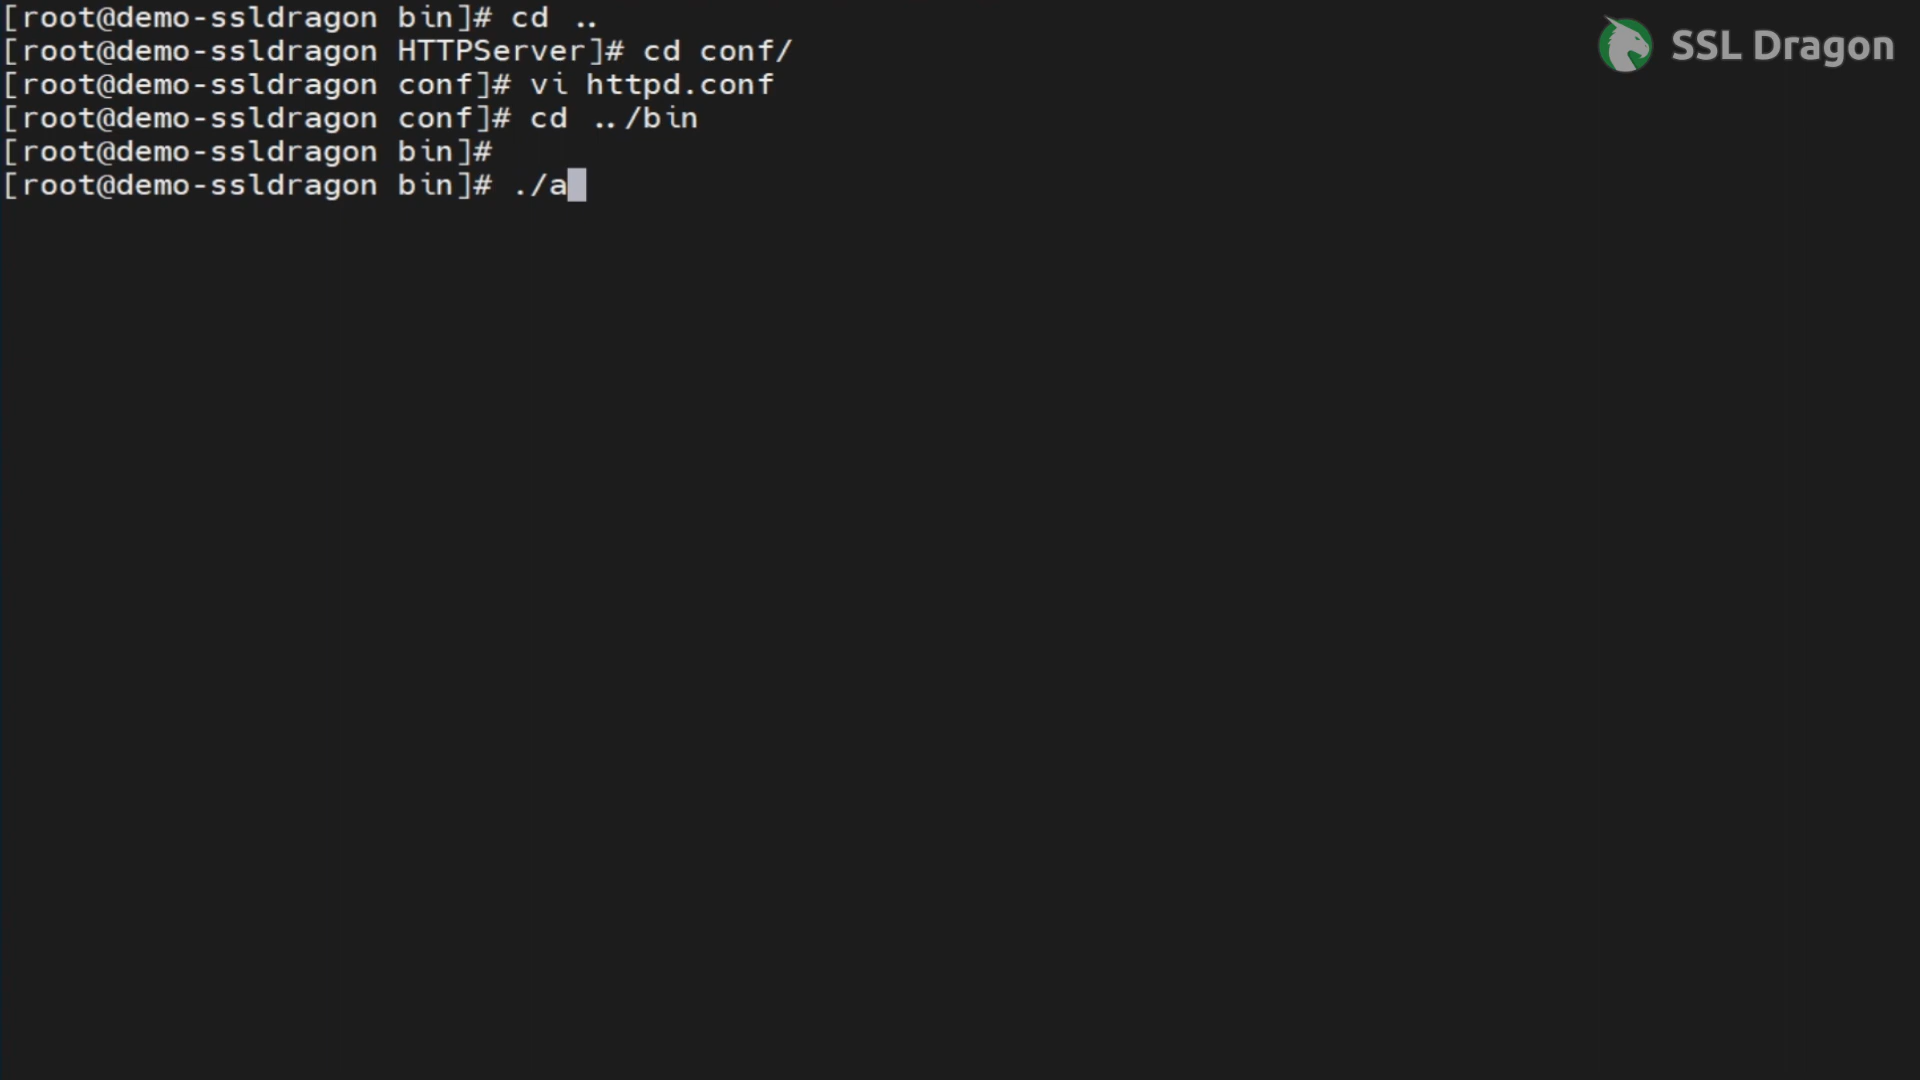 [root@demo-ssldragon bin]# cd ..
[root@demo-ssldragon HTTPServer]# cd conf/
[root@demo-ssldragon conf]# vi httpd.conf
[root@demo-ssldragon conf]# cd ../bin
[root@demo-ssldragon bin]#
[root@demo-ssldragon bin]# ./a
SSL Dragon